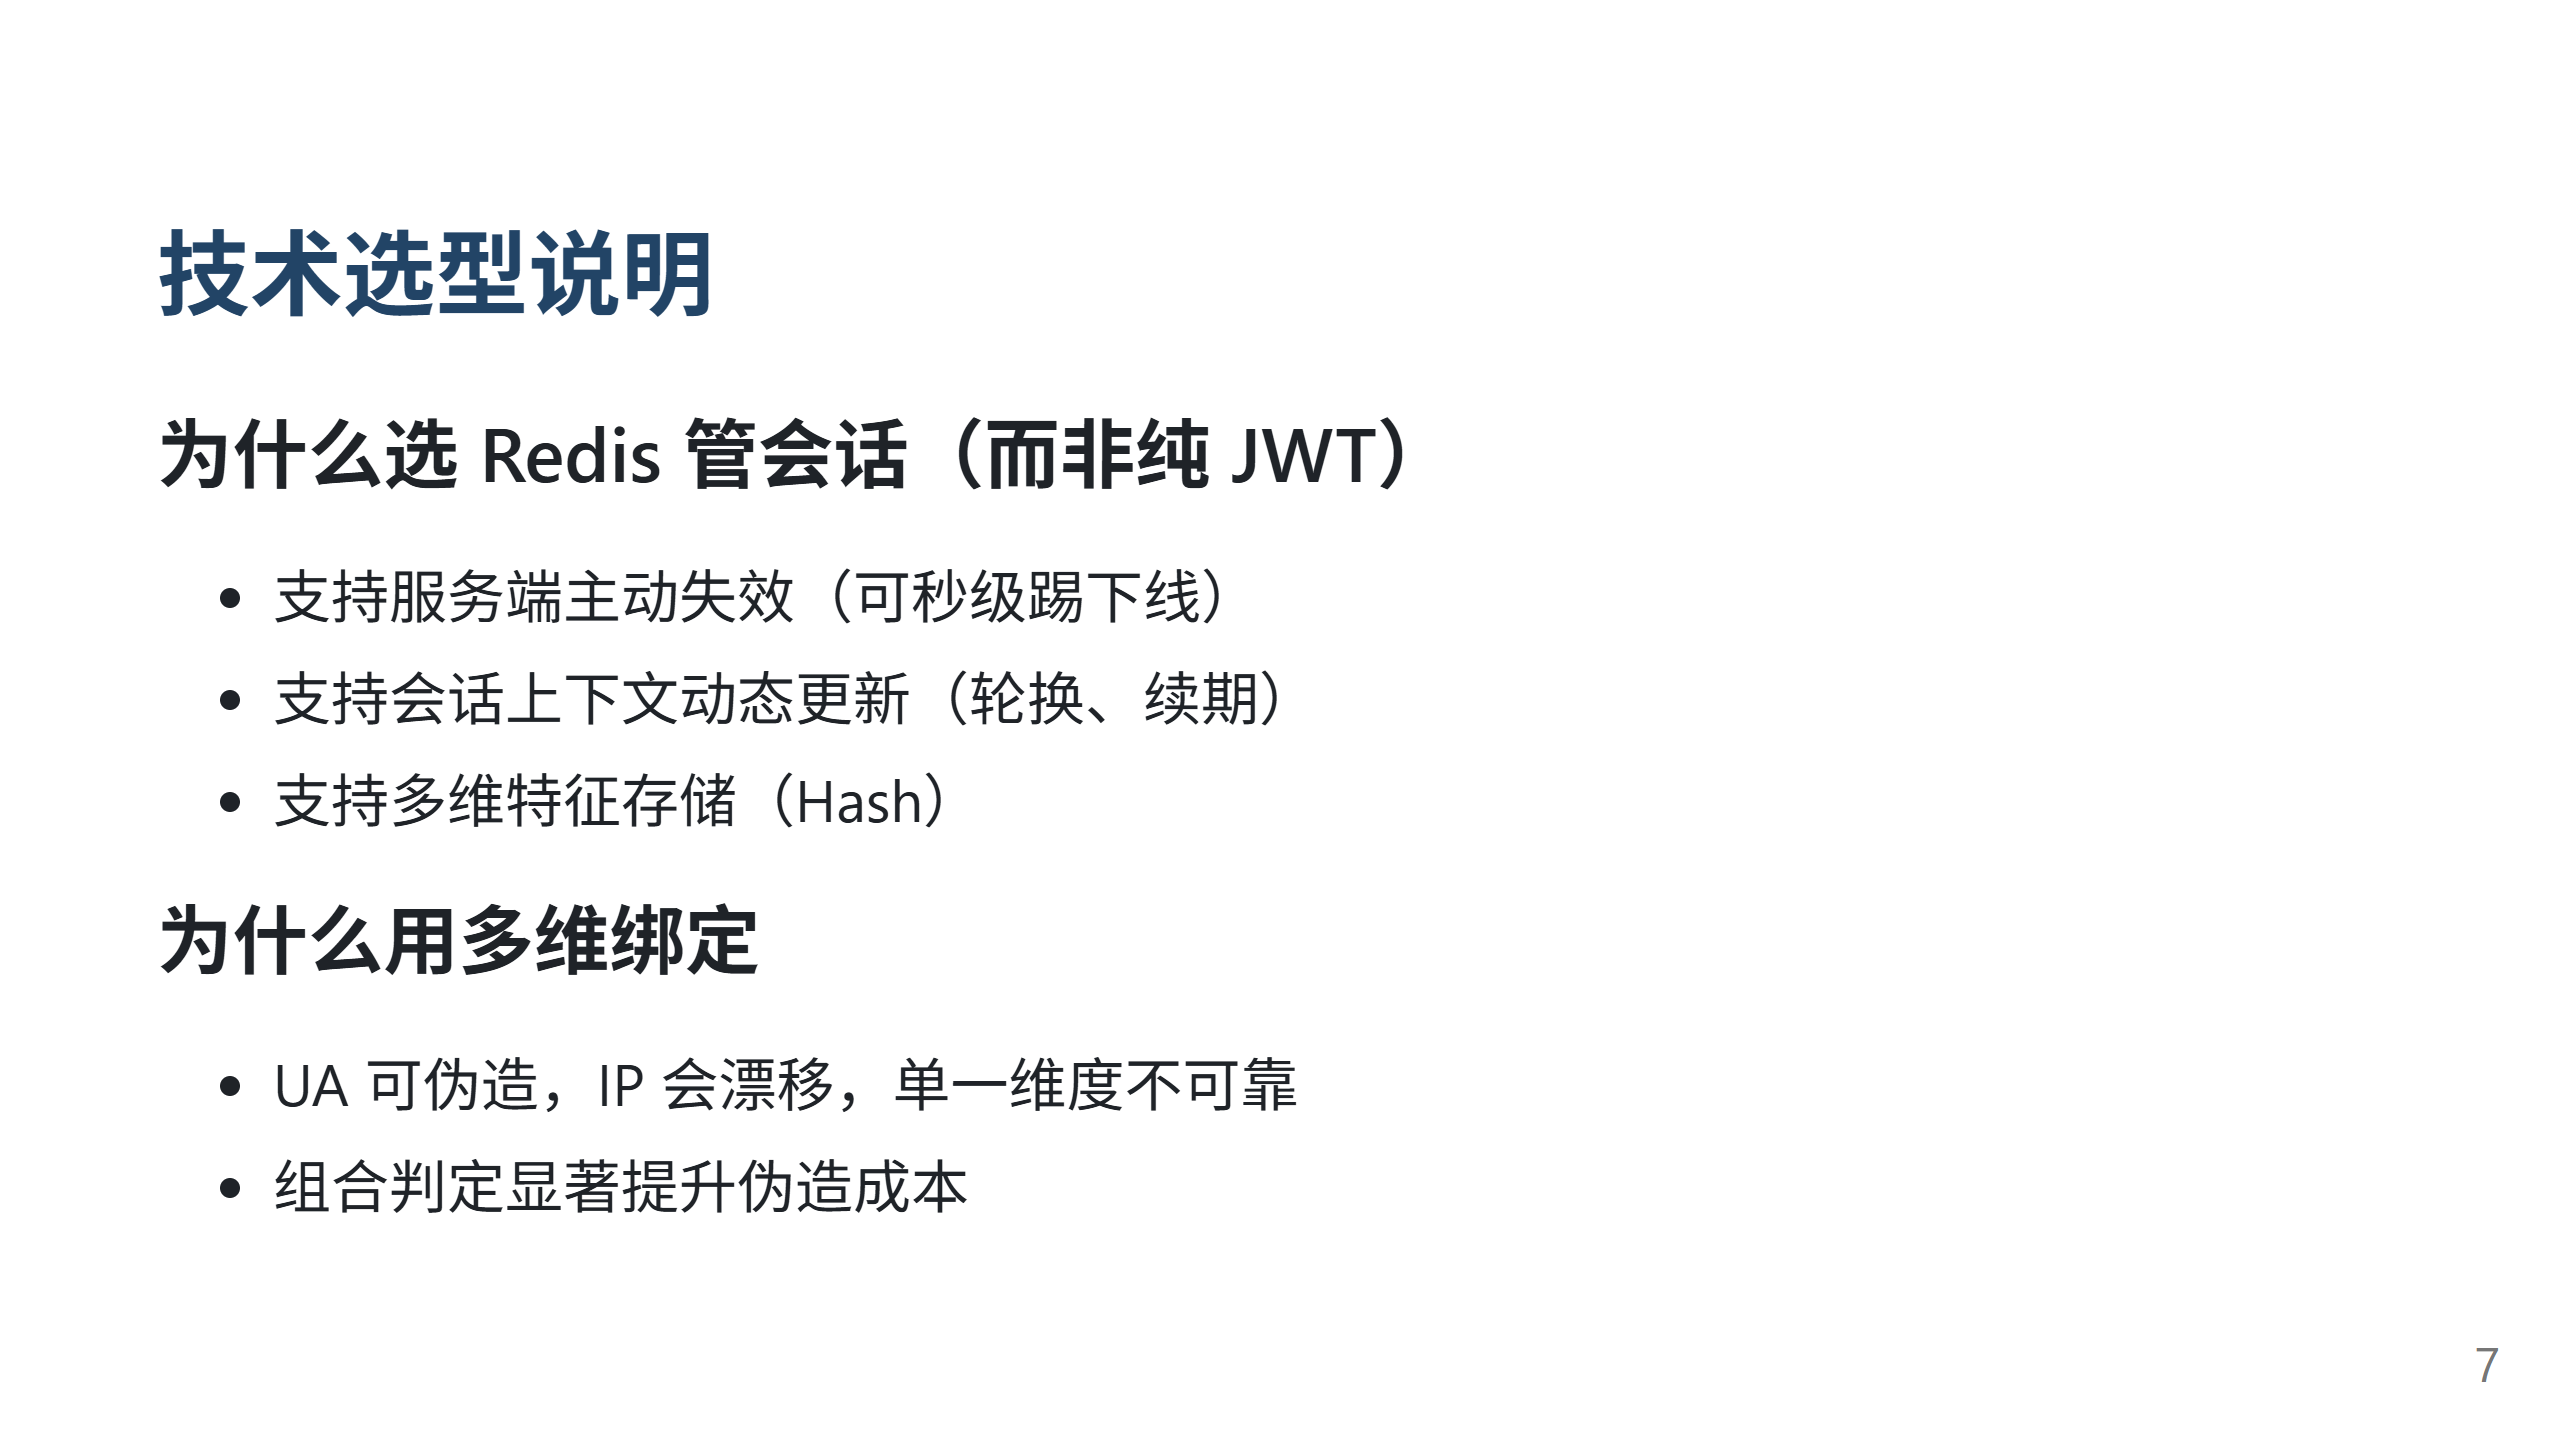 技术选型说明
为什么选 Redis 管会话（而非纯 JWT）
• 支持服务端主动失效（可秒级踢下线）
• 支持会话上下文动态更新（轮换、续期）
• 支持多维特征存储（Hash）
为什么用多维绑定
• UA 可伪造，IP 会漂移，单一维度不可靠
• 组合判定显著提升伪造成本
7